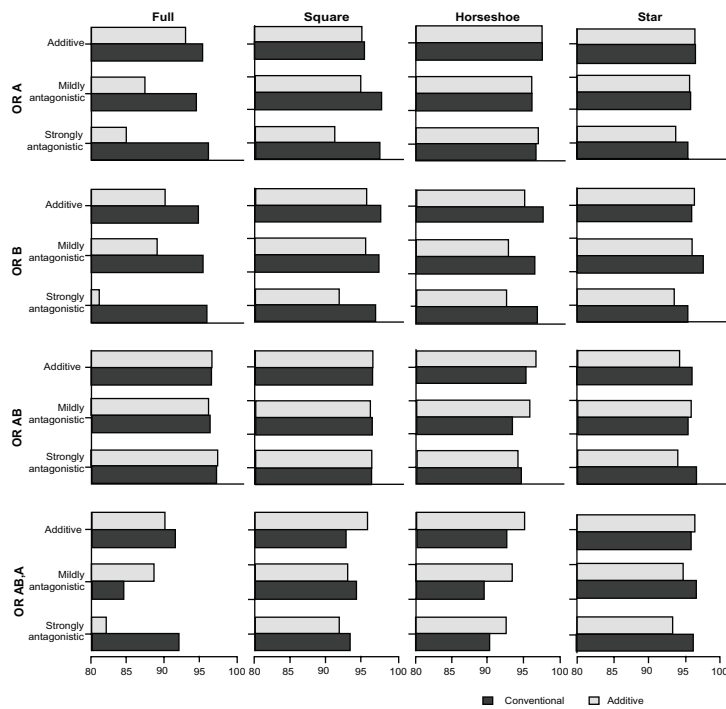 Full Square Horseshoe Star
OR A
Additive
Mildly
antagonistic
Strongly
antagonistic
OR B
Additive
Mildly
antagonistic
Strongly
antagonistic
OR AB
Additive
Mildly
antagonistic
Strongly
antagonistic
OR AB,A
Additive
Mildly
antagonistic
Strongly
antagonistic
80 85 90 95 100 80 85 90 95 100 80 85 90 95 100 80 85 90 95 100
Conventional Additive